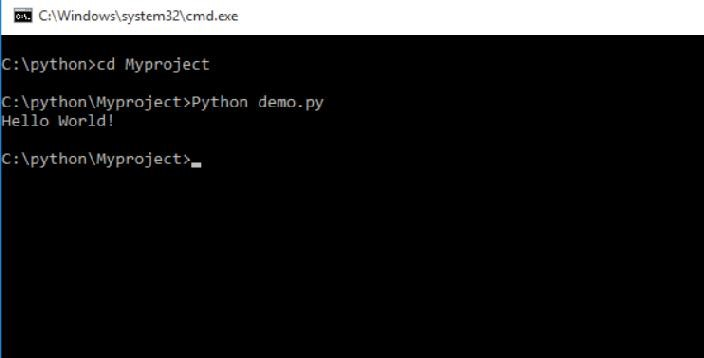 C:\Windows\system32\cmd.exe
C:\python>cd Myproject
C:\python\Myproject>Python demo.py
Hello World!
C:\python\Myproject>